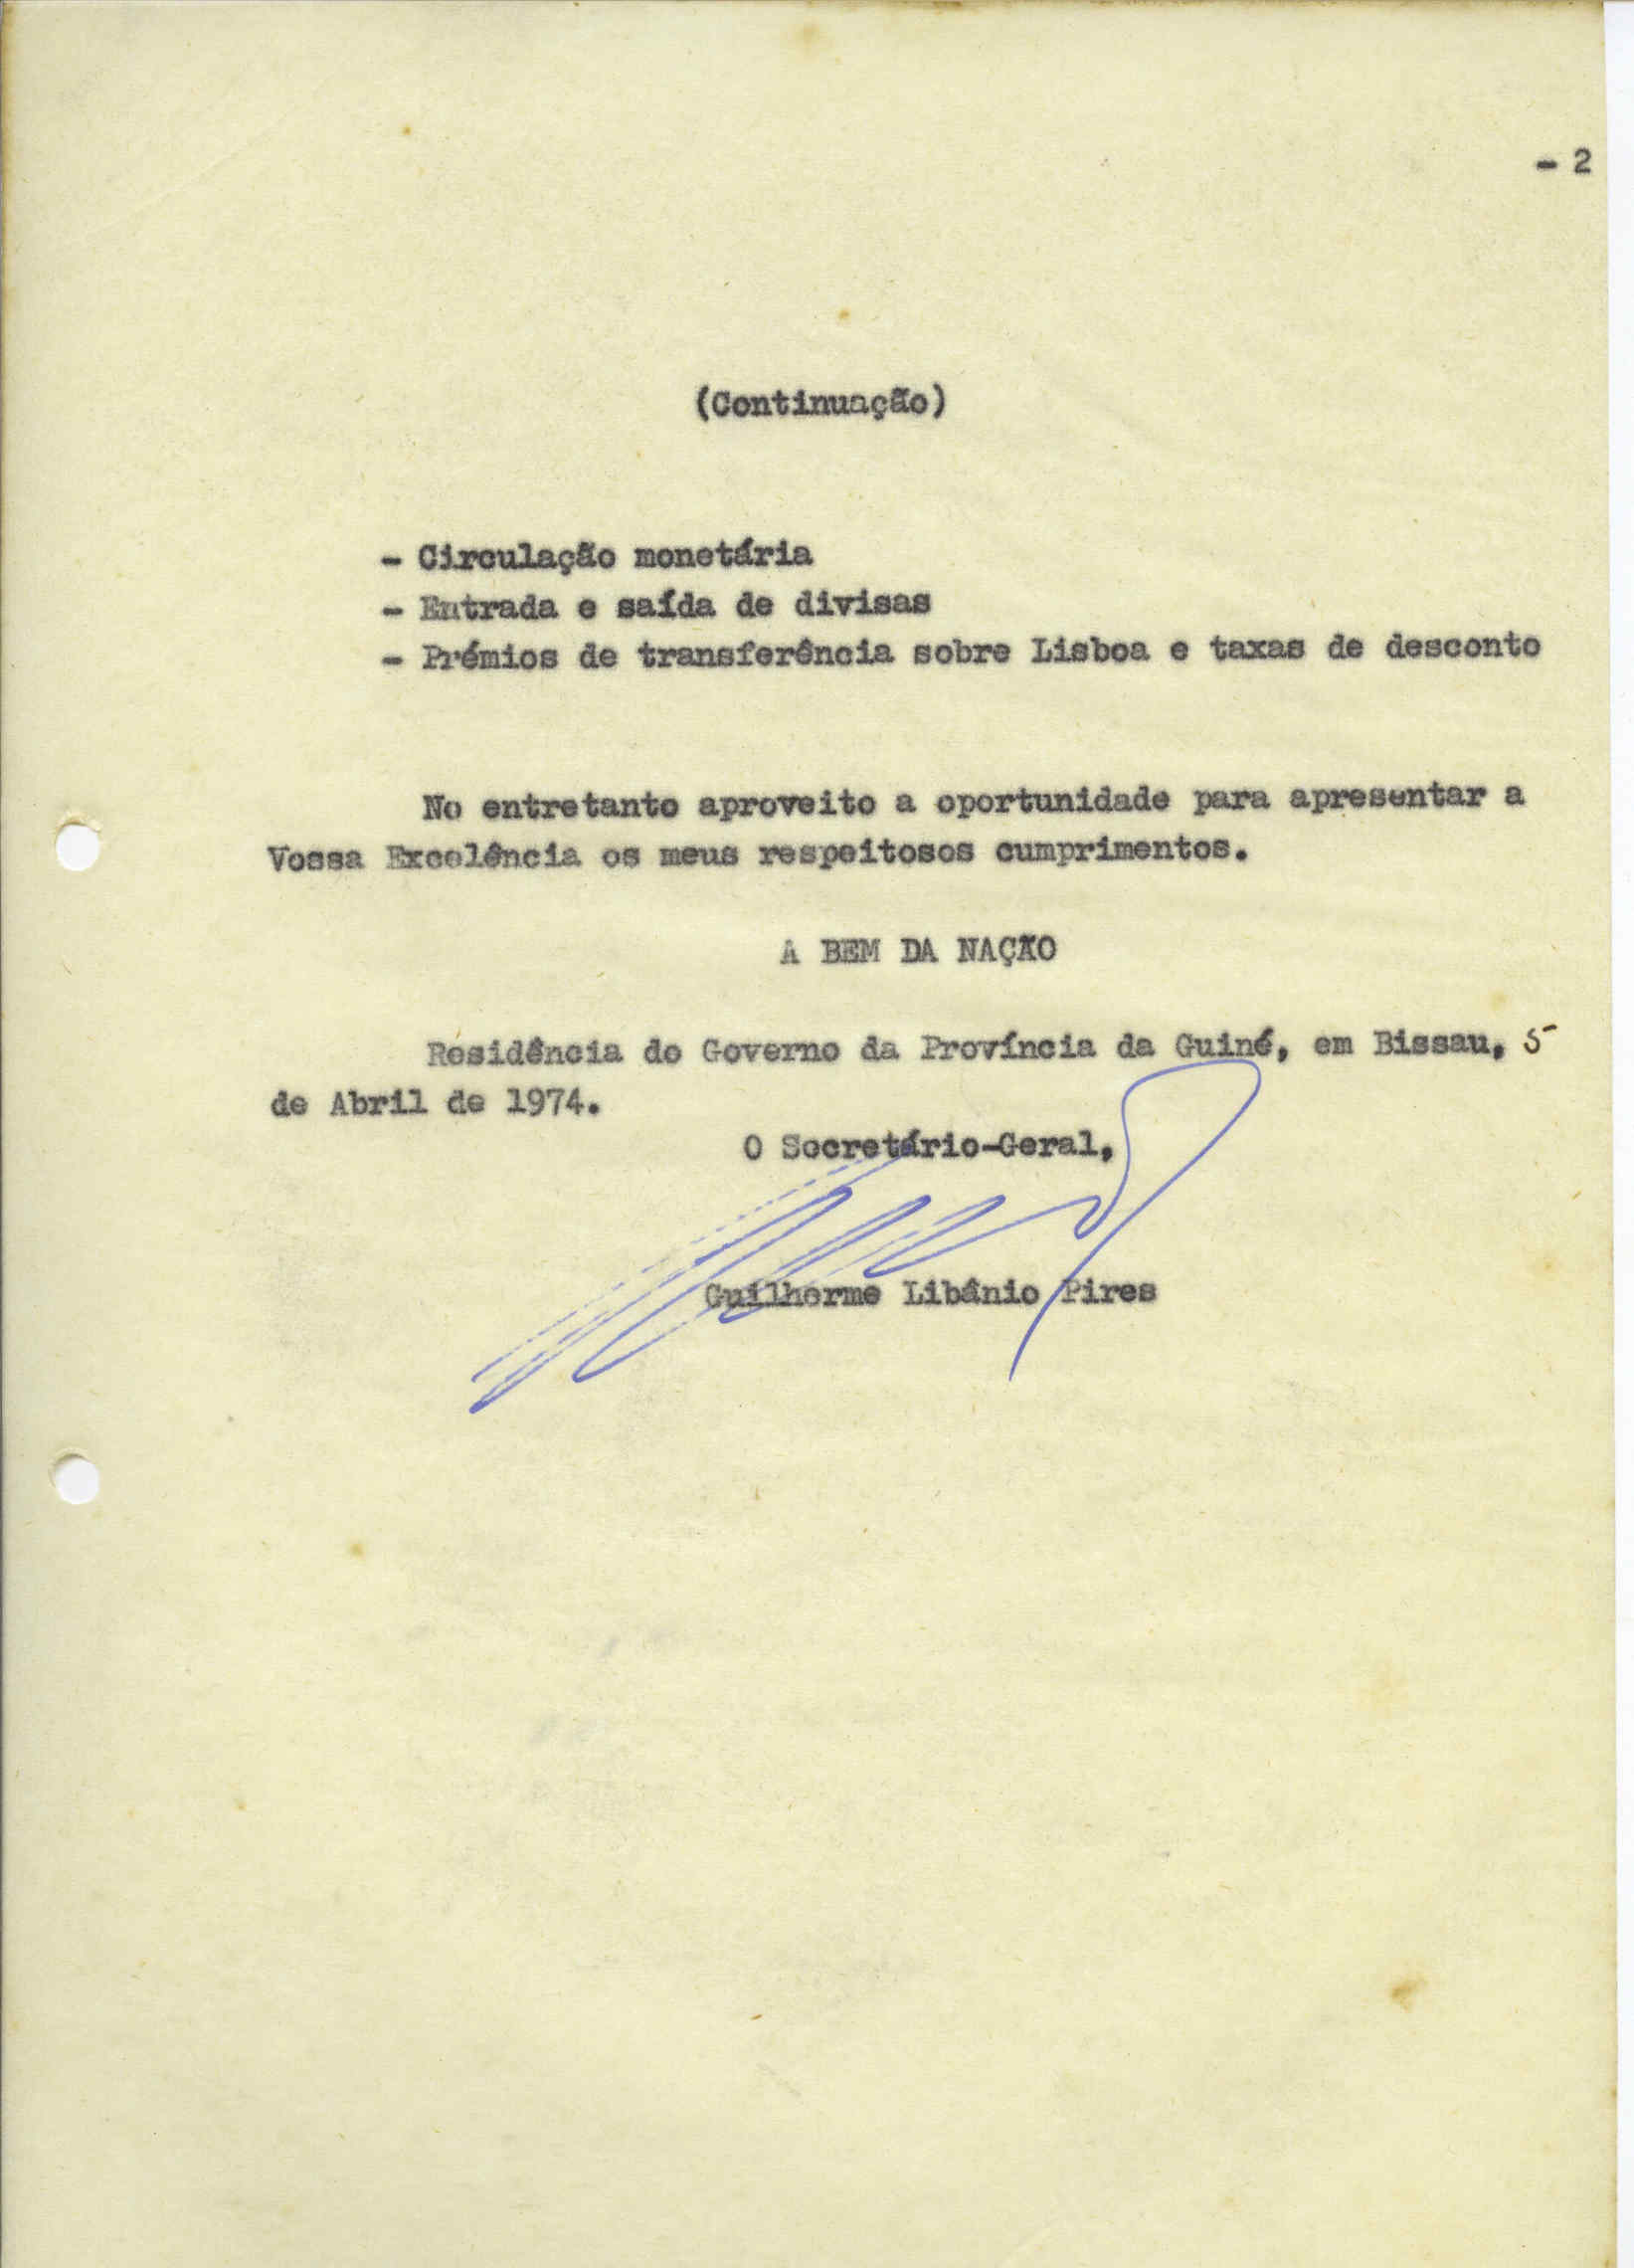 - 2
(Continuação)
- Circulação monetária
- Entrada e saída de divisas
- Prémios de transferência sobre Lisboa e taxas de desconto
No entretanto aproveito a oportunidade para apresentar a
Vossa Excelência os meus respeitosos cumprimentos.
A BEM DA NAÇÃO
Residência do Governo da Província da Guiné, em Bissau, 5
de Abril de 1974.
O Secretário-Geral,
Guilherme Libânio Pires